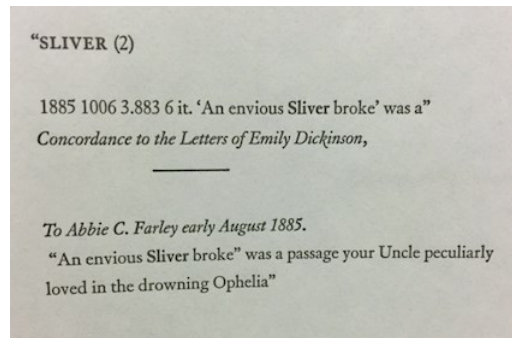 “SLIVER (2)
1885 1006 3.883 6 it. ‘An envious Sliver broke’ was a”
Concordance to the Letters of Emily Dickinson,
To Abbie C. Farley early August 1885.
“An envious Sliver broke” was a passage your Uncle peculiarly
loved in the drowning Ophelia”